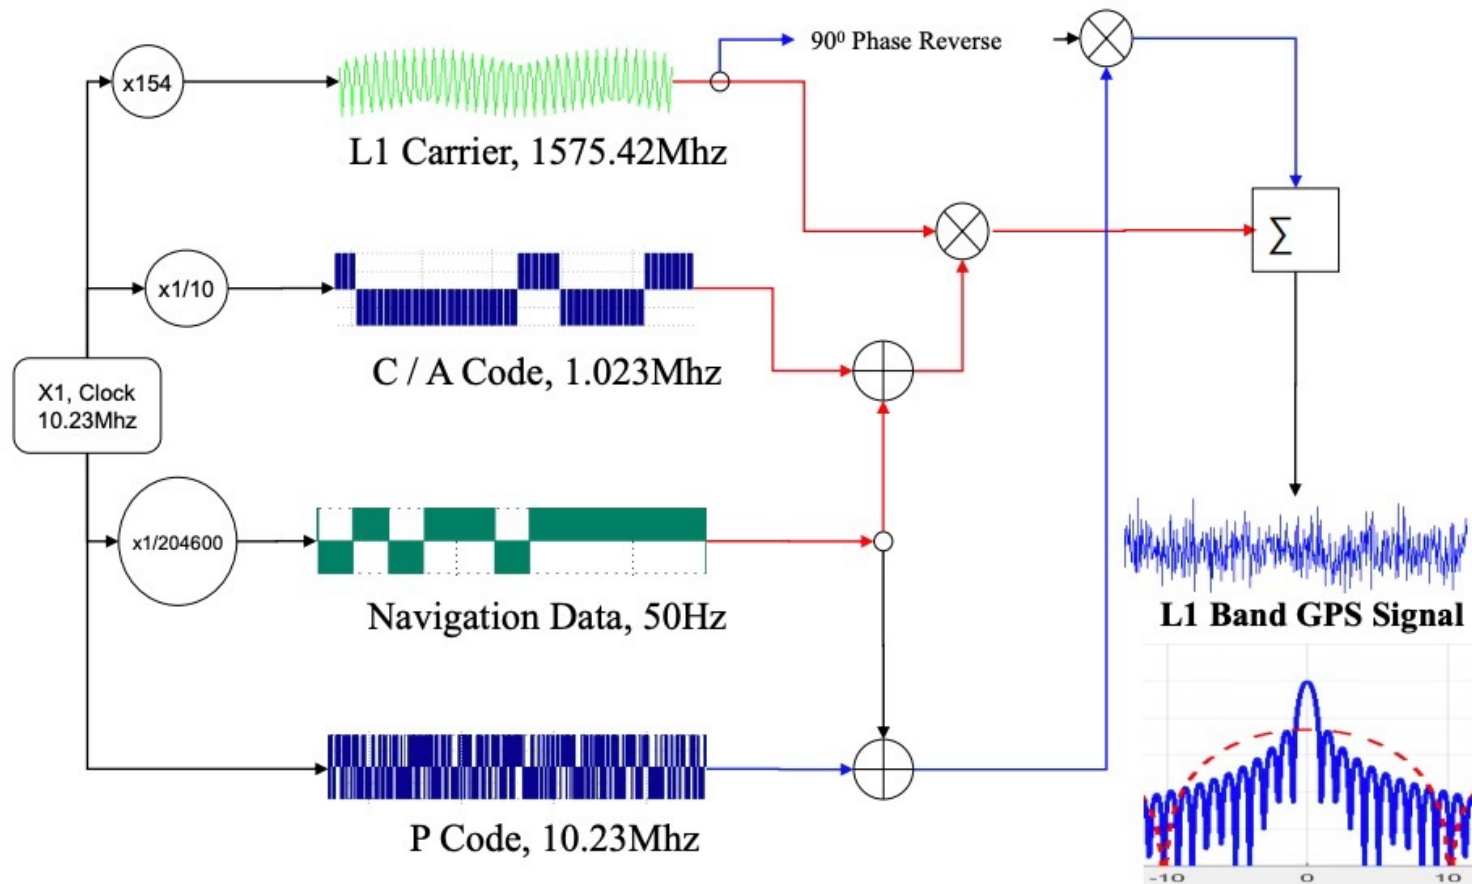 90⁰ Phase Reverse
x154
L1 Carrier, 1575.42Mhz
x1/10
∑
C / A Code, 1.023Mhz
X1, Clock
10.23Mhz
x1/204600
Navigation Data, 50Hz
L1 Band GPS Signal
P Code, 10.23Mhz
-10 0 10